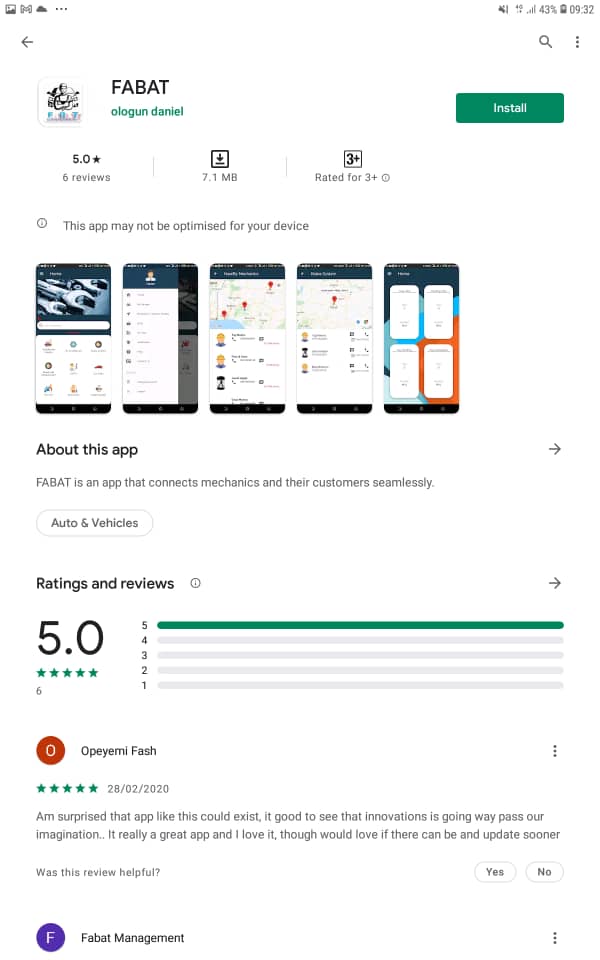 43% 09:32
FABAT
ologun daniel
Install
5.0★
6 reviews
7.1 MB
3+
Rated for 3+
This app may not be optimised for your device
Home
Nearby Mechanics
Home
About this app
FABAT is an app that connects mechanics and their customers seamlessly.
Auto & Vehicles
Ratings and reviews
5.0
6
5
4
3
2
1
O
Opeyemi Fash
28/02/2020
Am surprised that app like this could exist, it good to see that innovations is going way pass our
imagination.. It really a great app and I love it, though would love if there can be and update sooner
Was this review helpful?
Yes
No
F
Fabat Management